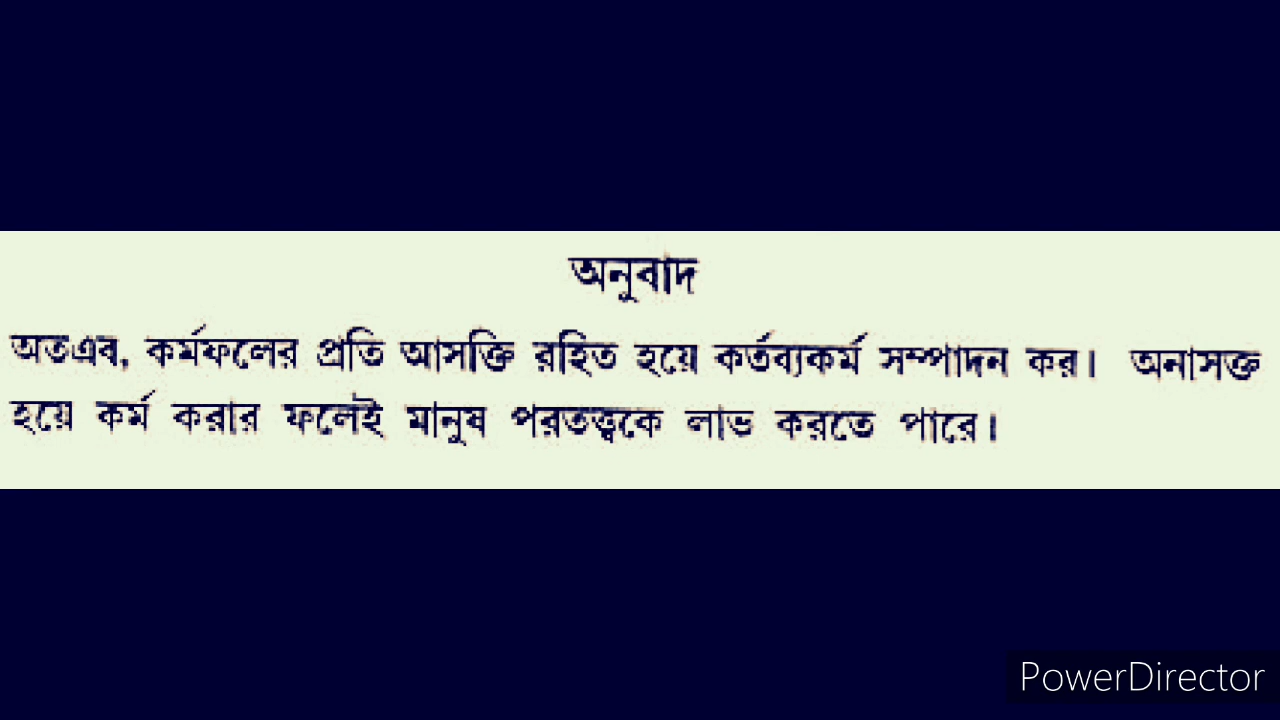 অনুবাদ
অতএব, কর্মফলের প্রতি আসক্তি রহিত হয়ে কর্তব্যকর্ম সম্পাদন কর। অনাসক্ত
হয়ে কর্ম করার ফলেই মানুষ পরতত্ত্বকে লাভ করতে পারে।
PowerDirector